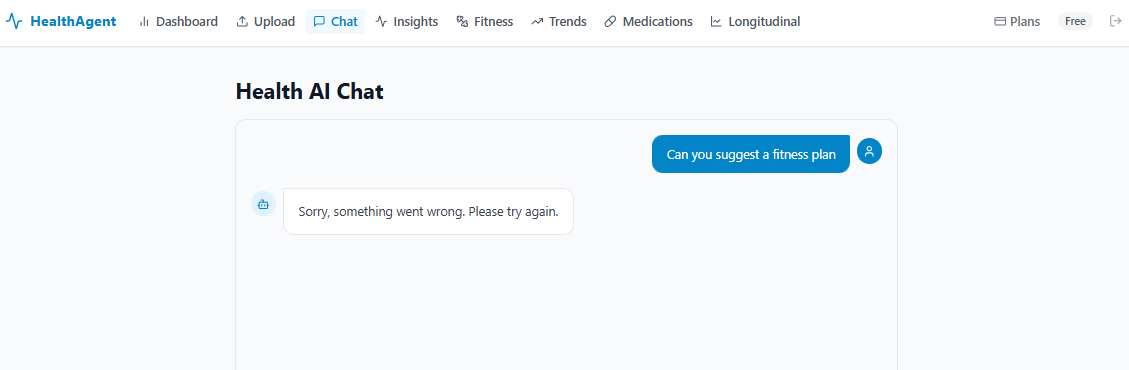 HealthAgent Dashboard Upload Chat Insights Fitness Trends Medications Longitudinal Plans Free
Health AI Chat
Can you suggest a fitness plan
Sorry, something went wrong. Please try again.